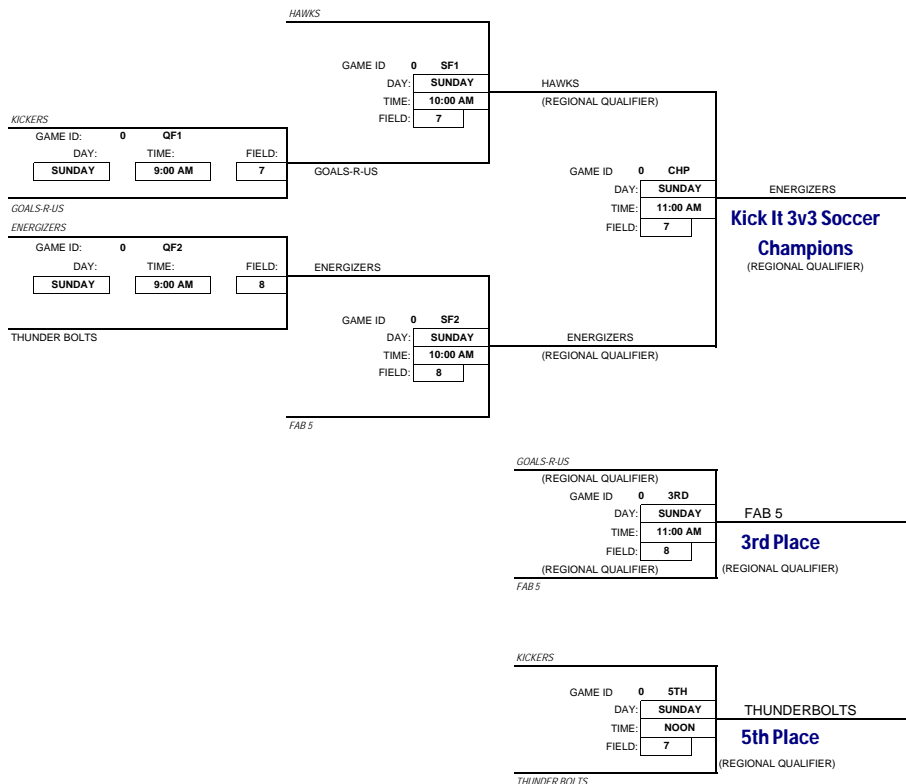 HAWKS
GAME ID 0 SF1
DAY: SUNDAY
TIME: 10:00 AM
FIELD: 7
HAWKS
(REGIONAL QUALIFIER)
KICKERS
GAME ID: 0 QF1
DAY: TIME: FIELD:
SUNDAY 9:00 AM 7
GOALS-R-US
GOALS-R-US
GAME ID 0 CHP
DAY: SUNDAY
TIME: 11:00 AM
FIELD: 7
ENERGIZERS
Kick It 3v3 Soccer
Champions
(REGIONAL QUALIFIER)
ENERGIZERS
GAME ID: 0 QF2
DAY: TIME: FIELD:
SUNDAY 9:00 AM 8
THUNDER BOLTS
ENERGIZERS
GAME ID 0 SF2
DAY: SUNDAY
TIME: 10:00 AM
FIELD: 8
ENERGIZERS
(REGIONAL QUALIFIER)
FAB 5
GOALS-R-US
(REGIONAL QUALIFIER)
GAME ID 0 3RD
DAY: SUNDAY
TIME: 11:00 AM
FIELD: 8
(REGIONAL QUALIFIER)
FAB 5
FAB 5
3rd Place
(REGIONAL QUALIFIER)
KICKERS
GAME ID 0 5TH
DAY: SUNDAY
TIME: NOON
FIELD: 7
THUNDERBOLTS
5th Place
(REGIONAL QUALIFIER)
THUNDER BOLTS